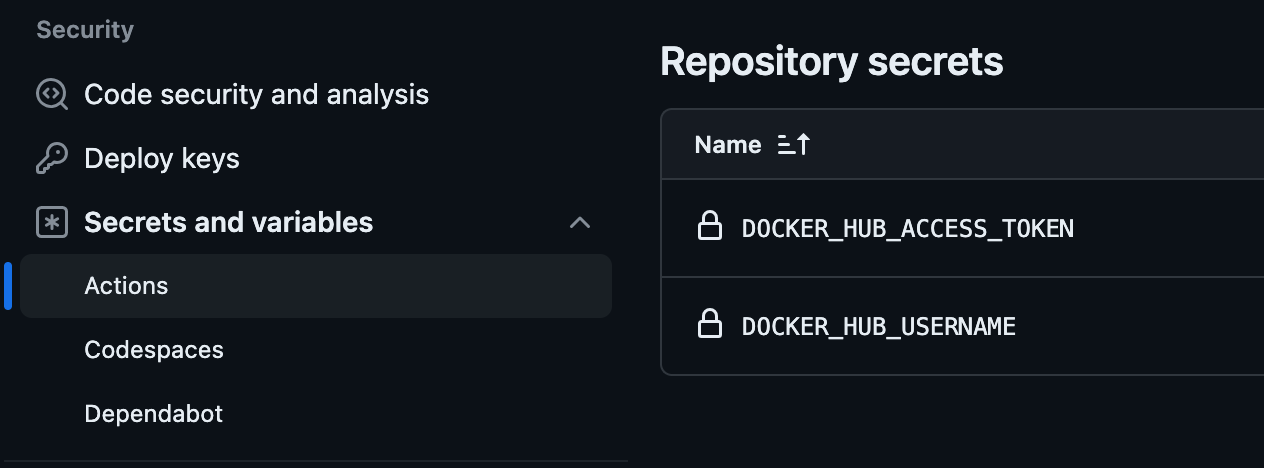 Security
Code security and analysis
Deploy keys
Secrets and variables
Actions
Codespaces
Dependabot
Repository secrets
Name
DOCKER_HUB_ACCESS_TOKEN
DOCKER_HUB_USERNAME